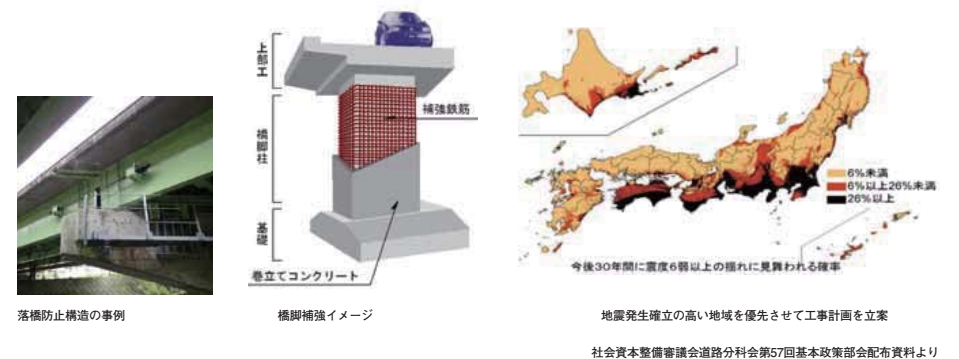 上部工
橋脚柱
基礎
補強鉄筋
巻立てコンクリート
6%未満
6%以上26%未満
26%以上
今後30年間に震度6弱以上の揺れに見舞われる確率
落橋防止構造の事例
橋脚補強イメージ
地震発生確立の高い地域を優先させて工事計画を立案
社会資本整備審議会道路分科会第57回基本政策部会配布資料より